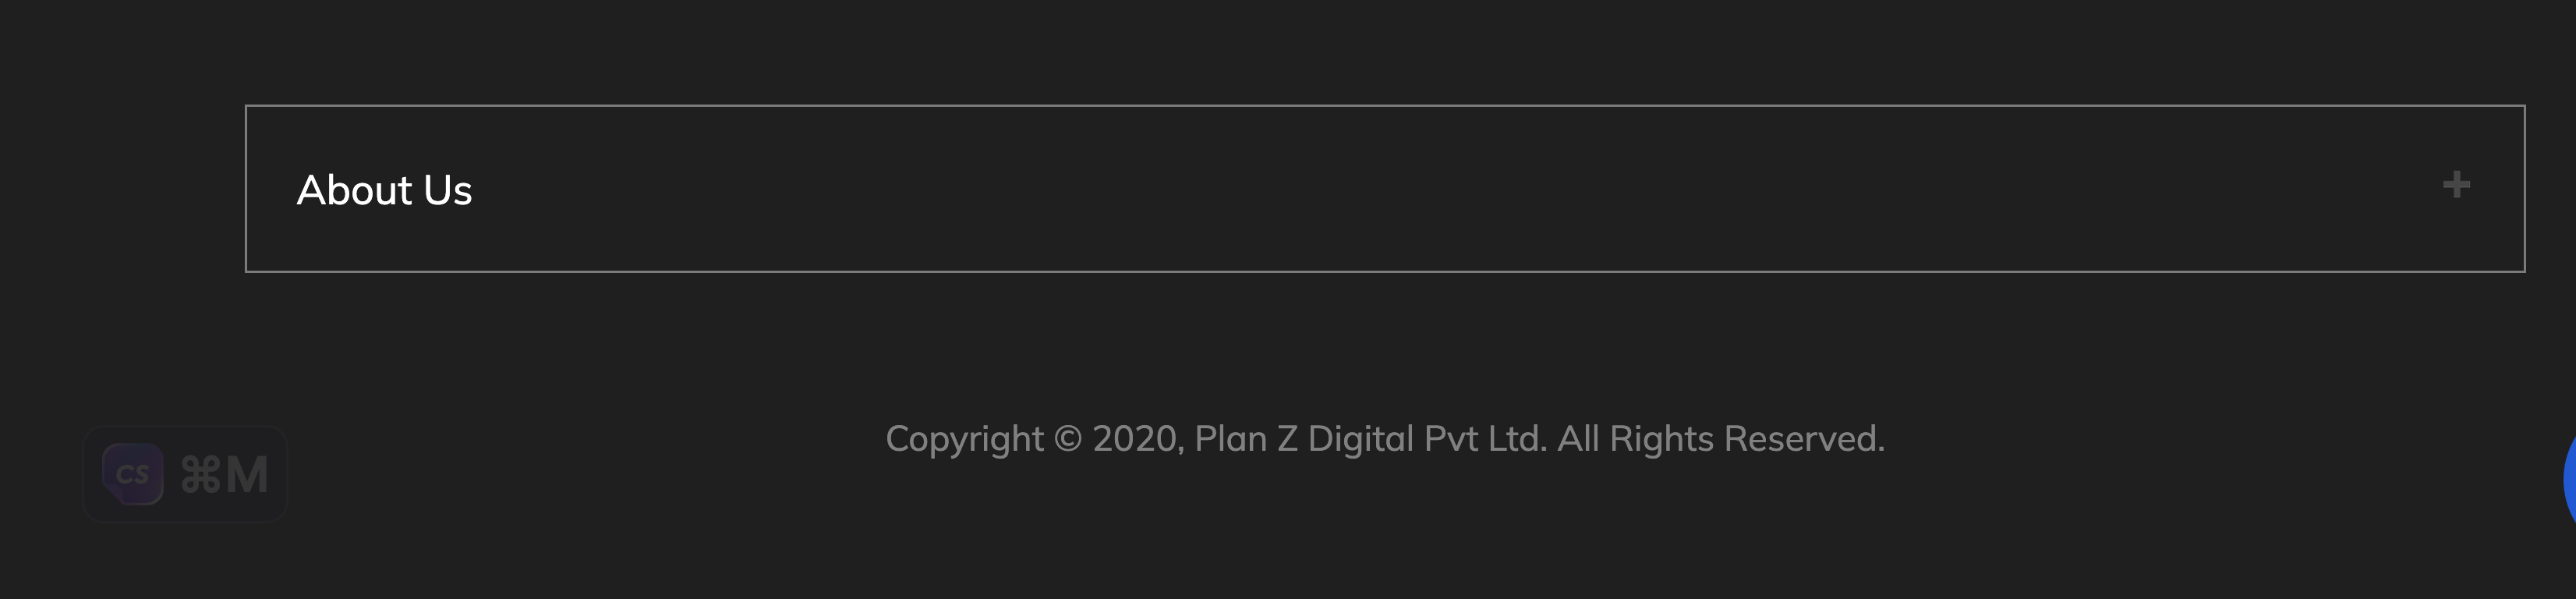 About Us
Copyright © 2020, Plan Z Digital Pvt Ltd. All Rights Reserved.
CS ⌘M